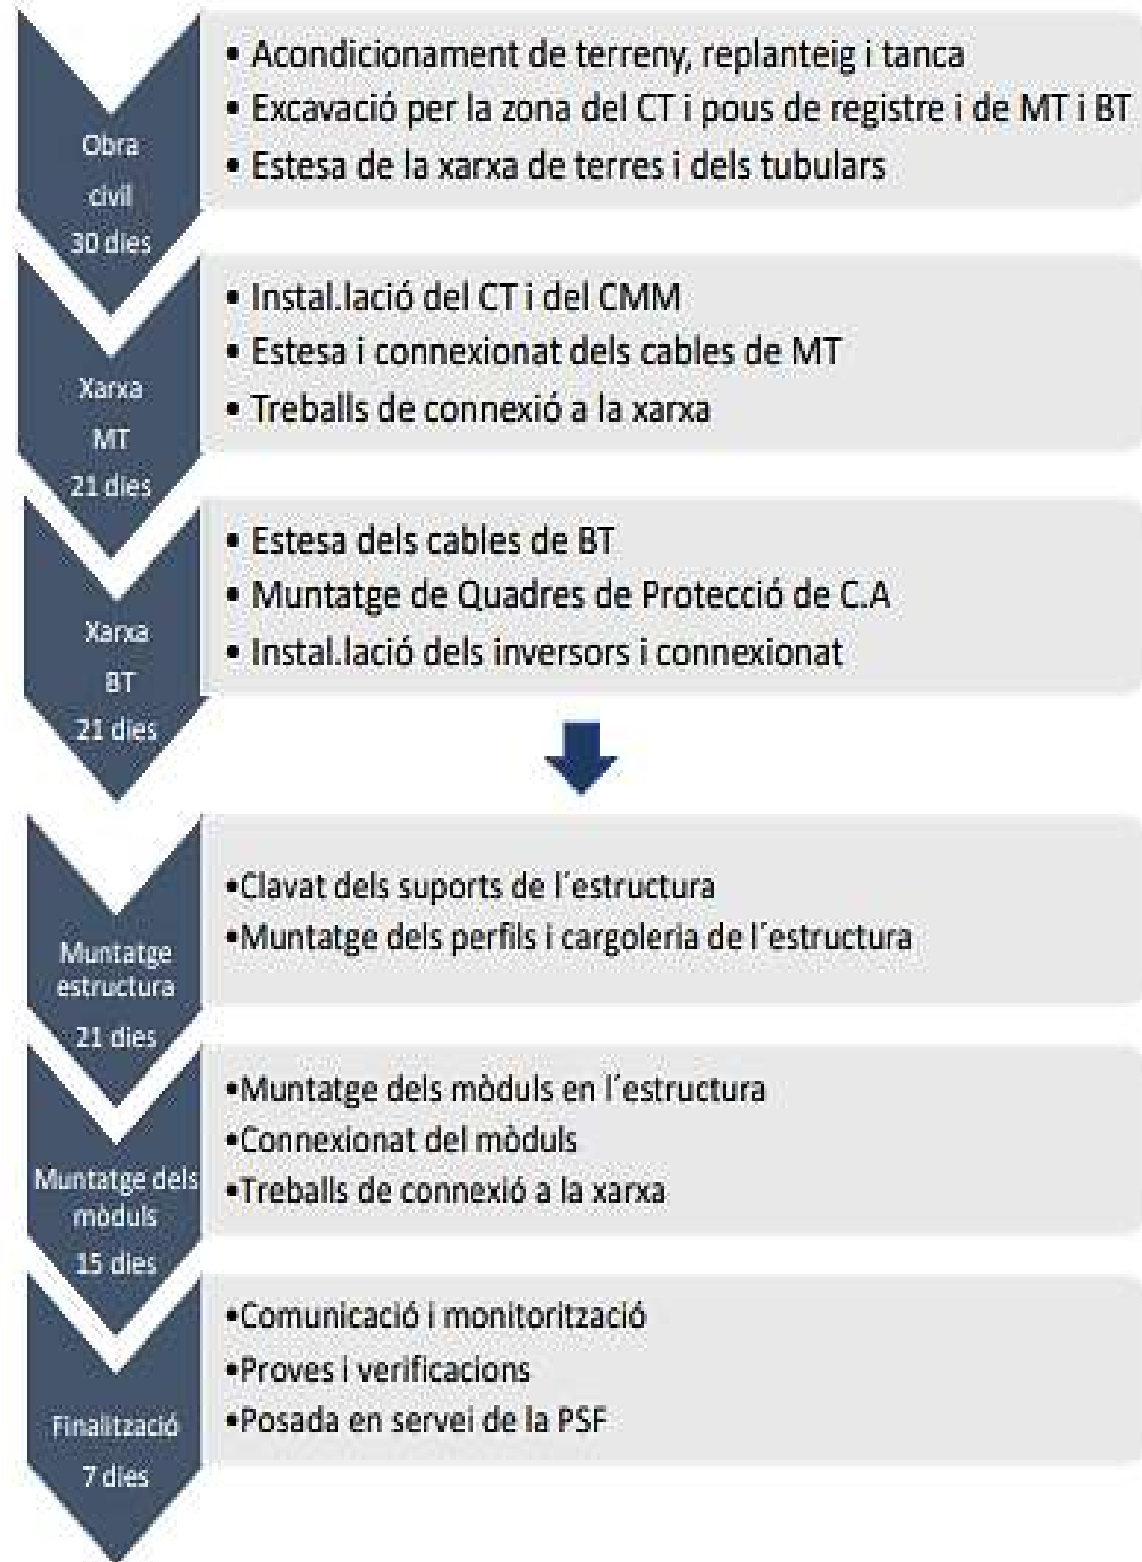 Obra
civil
30 dies
• Acondicionament de terreny, replanteig i tanca
• Excavació per la zona del CT i pous de registre i de MT i BT
• Estesa de la xarxa de terres i dels tubulars
Xarxa
MT
21 dies
• Instal.lació del CT i del CMM
• Estesa i connexionat dels cables de MT
• Treballs de connexió a la xarxa
Xarxa
BT
21 dies
• Estesa dels cables de BT
• Muntatge de Quadres de Protecció de C.A
• Instal.lació dels inversors i connexionat
Muntatge
estructura
21 dies
•Clavat dels suports de l´estructura
•Muntatge dels perfils i cargoleria de l´estructura
Muntatge dels
mòduls
15 dies
•Muntatge dels mòduls en l´estructura
•Connexionat del mòduls
•Treballs de connexió a la xarxa
Finalització
7 dies
•Comunicació i monitorització
•Proves i verificacions
•Posada en servei de la PSF